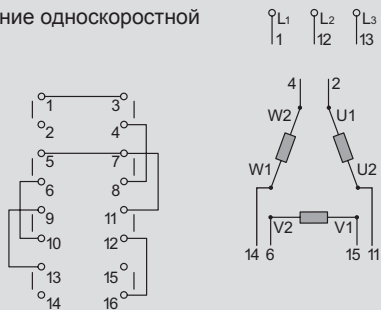 ние односкоростной
L1 L2 L3
1 12 13
4 2
1 3
W2 U1
2 4
5 7
W1 U2
6 8
9 11
V2 V1
10 12
14 6 15 11
13 15
14 16